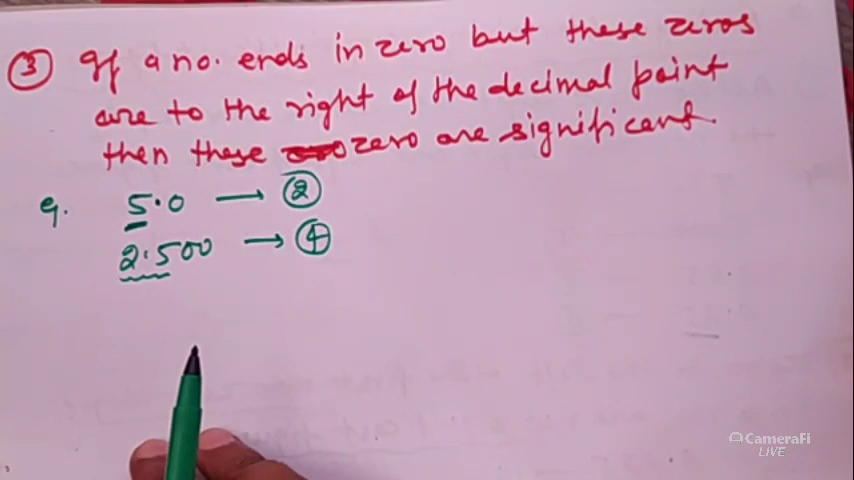 ③ If a no. ends in zero but these zeros
are to the right of the decimal point
then these zero are significant.
eg. 5.0 → ②
2.500 → ④
CameraFi
LIVE